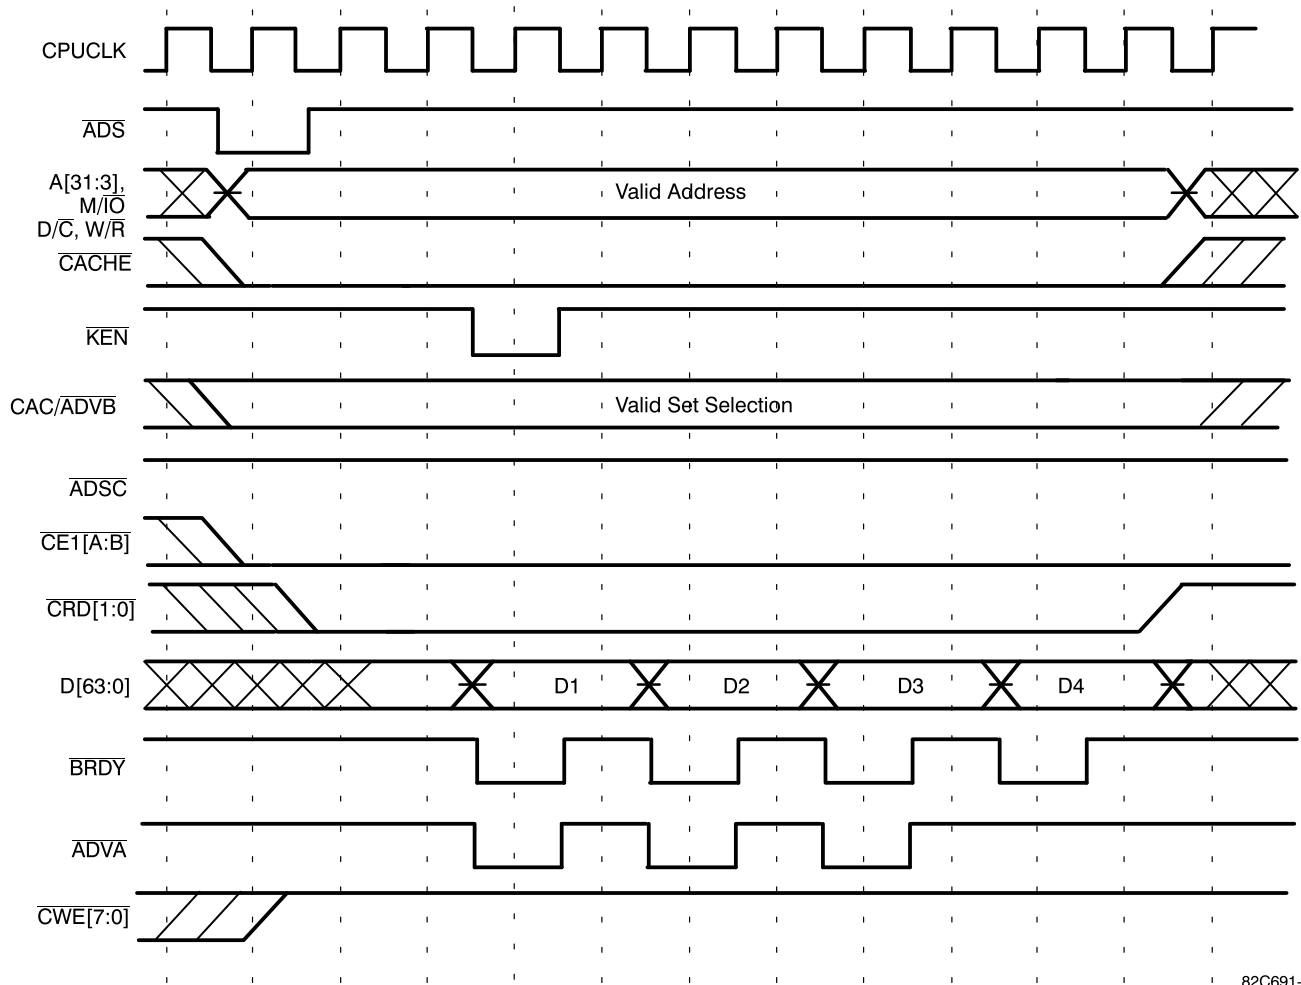 CPUCLK
ADS
A[31:3],
M/IO
Valid Address
D/C, W/R
CACHE
KEN
CAC/ADVB
Valid Set Selection
ADSC
CE1[A:B]
CRD[1:0]
D[63:0] D1 D2 D3 D4
BRDY
ADVA
CWE[7:0]
82C691-